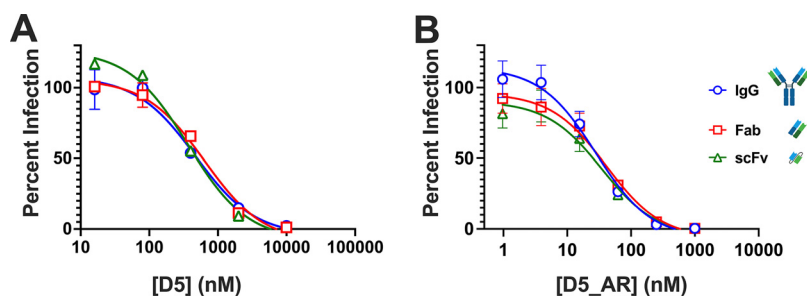 A
Percent Infection
100
50
0
10
100
1000
10000
100000
[D5] (nM)
B
Percent Infection
100
50
0
1
10
100
1000
10000
[D5_AR] (nM)
IgG
Fab
scFv